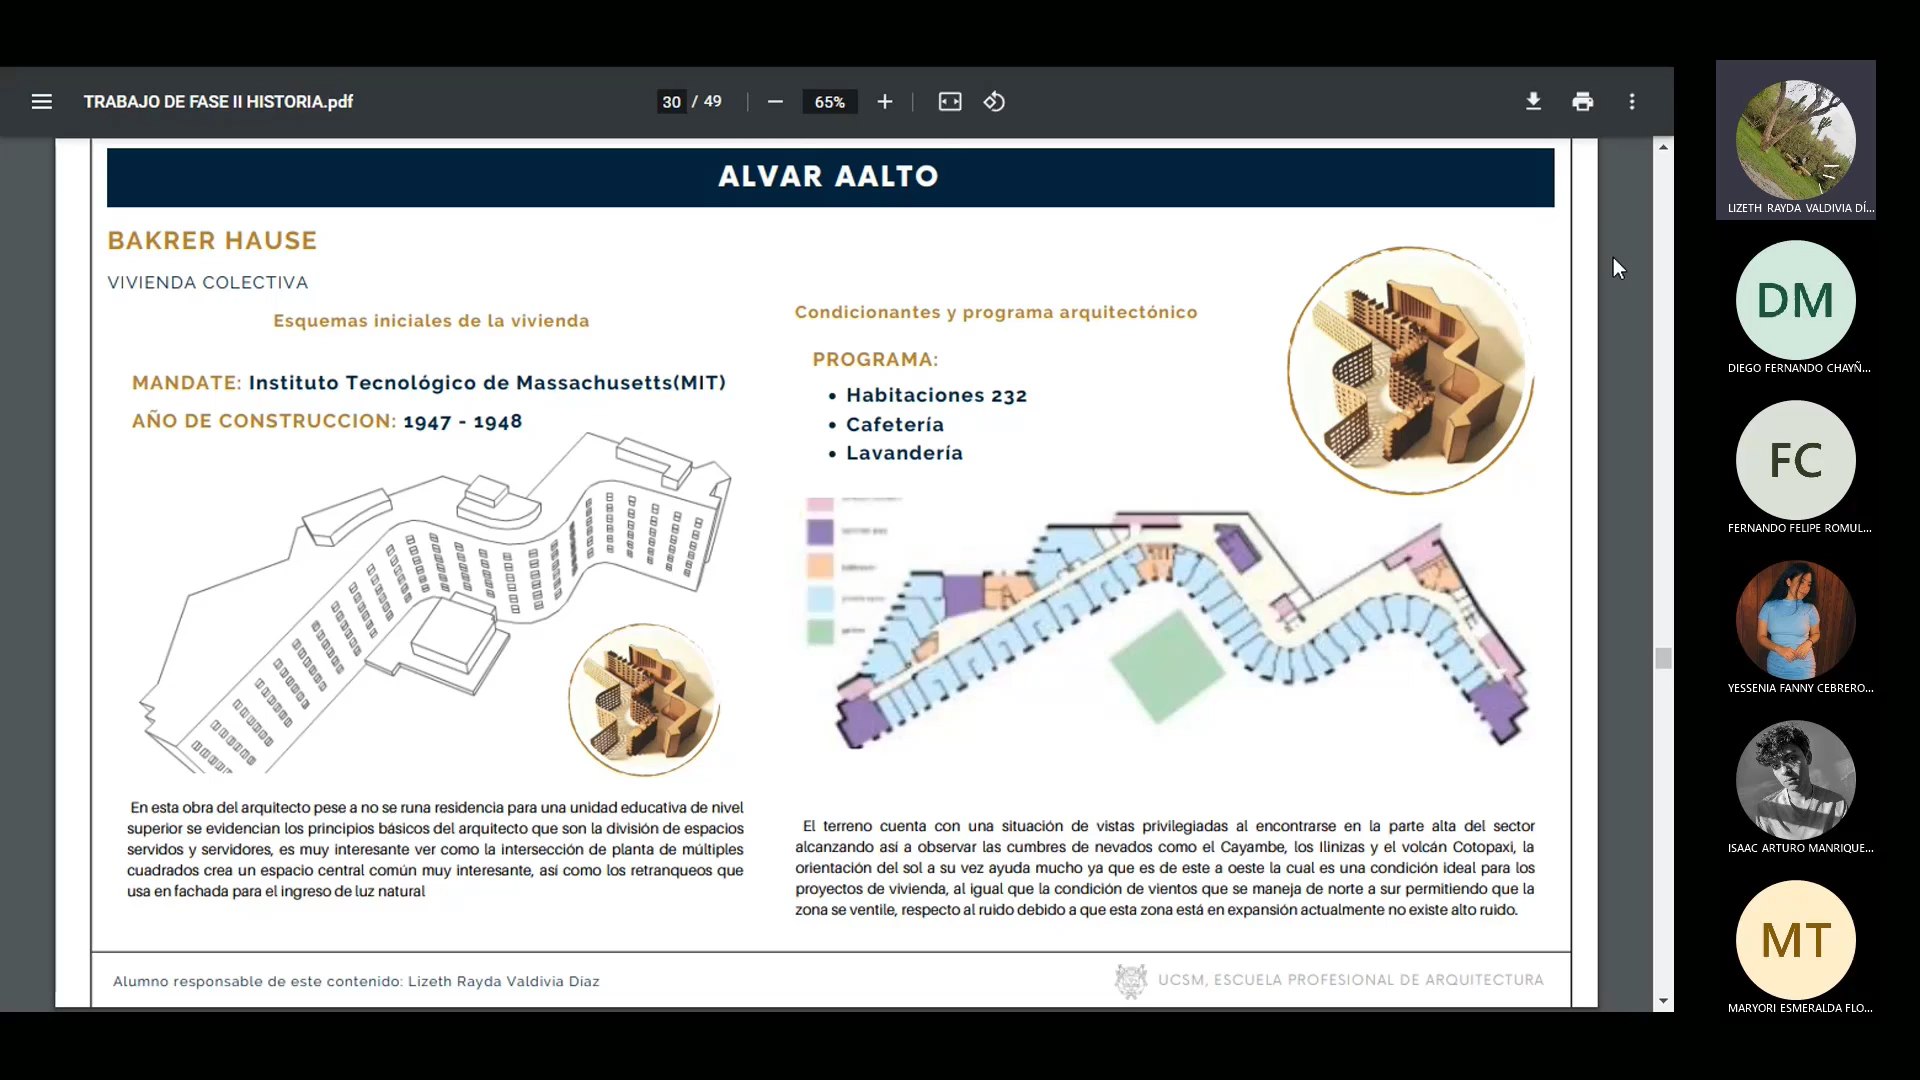 TRABAJO DE FASE II HISTORIA.pdf
30 / 49
65%
ALVAR AALTO
BAKRER HAUSE
VIVIENDA COLECTIVA
Esquemas iniciales de la vivienda
MANDATE: Instituto Tecnológico de Massachusetts(MIT)
AÑO DE CONSTRUCCION: 1947 - 1948
En esta obra del arquitecto pese a no se runa residencia para una unidad educativa de nivel
superior se evidencian los principios básicos del arquitecto que son la división de espacios
servidos y servidores, es muy interesante ver como la intersección de planta de múltiples
cuadrados crea un espacio central común muy interesante, así como los retranqueos que
usa en fachada para el ingreso de luz natural
Condicionantes y programa arquitectónico
PROGRAMA:
• Habitaciones 232
• Cafetería
• Lavandería
El terreno cuenta con una situación de vistas privilegiadas al encontrarse en la parte alta del sector
alcanzando así a observar las cumbres de nevados como el Cayambe, los Ilinizas y el volcán Cotopaxi, la
orientación del sol a su vez ayuda mucho ya que es de este a oeste la cual es una condición ideal para los
proyectos de vivienda, al igual que la condición de vientos que se maneja de norte a sur permitiendo que la
zona se ventile, respecto al ruido debido a que esta zona está en expansión actualmente no existe alto ruido.
Alumno responsable de este contenido: Lizeth Rayda Valdivia Diaz
UCSM, ESCUELA PROFESIONAL DE ARQUITECTURA
LIZETH RAYDA VALDIVIA DÍ...
DM
DIEGO FERNANDO CHAYÑ...
FC
FERNANDO FELIPE ROMUL...
YESSENIA FANNY CEBRERO...
ISAAC ARTURO MANRIQUE...
MT
MARYORI ESMERALDA FLO...